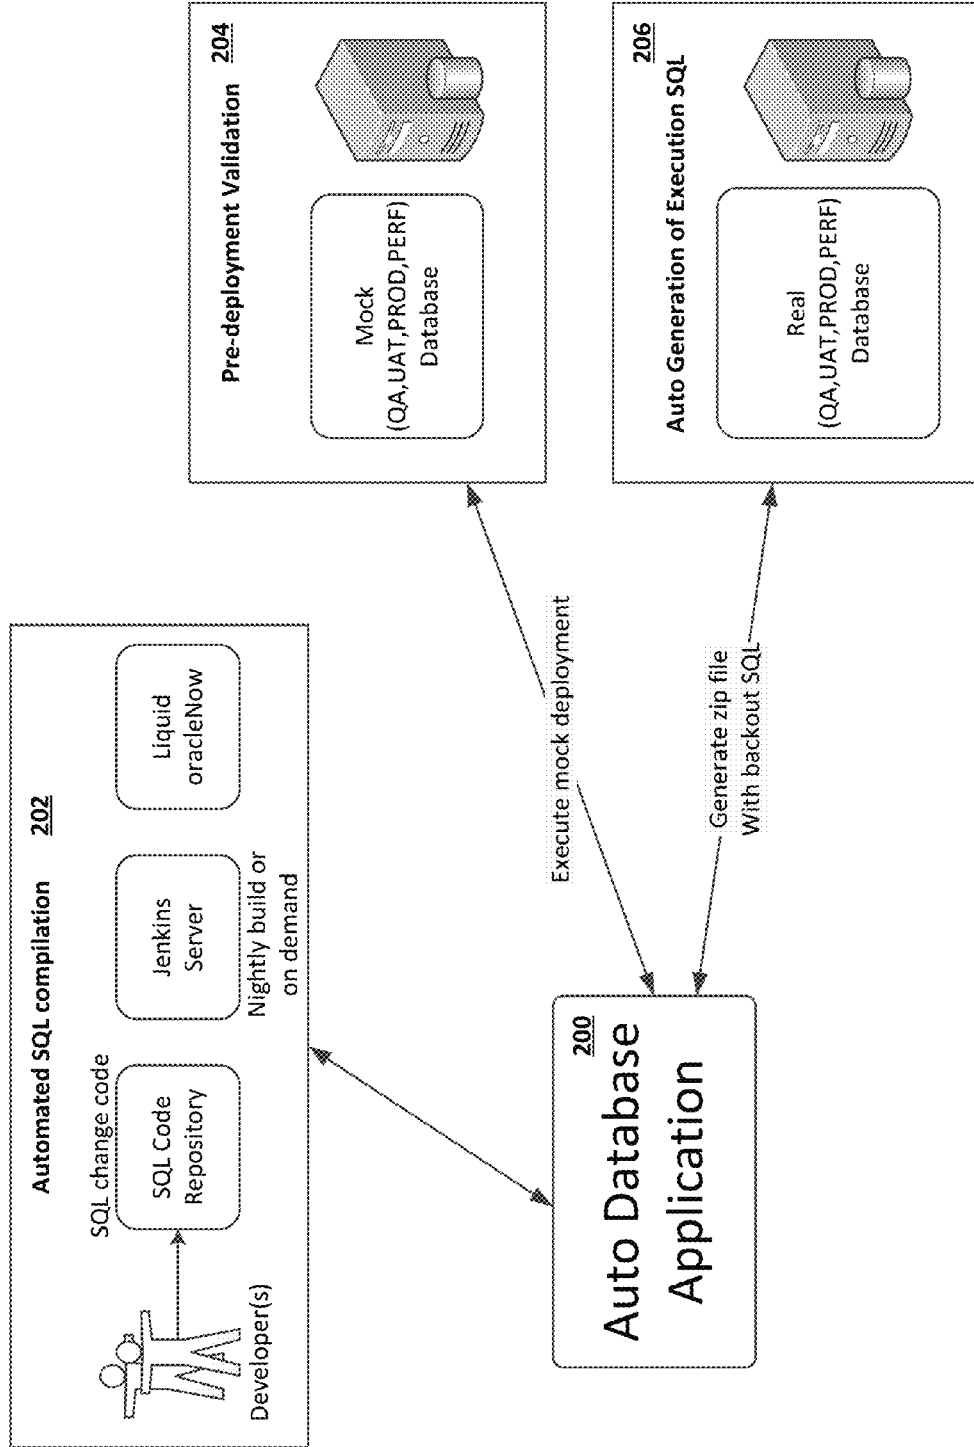 Automated SQL compilation 202
SQL change code
Developer(s)
SQL Code
Repository
Jenkins
Server
Nightly build or
on demand
Liquid
oracleNow
200
Auto Database
Application
Execute mock deployment
Generate zip file
With backout SQL
Pre-deployment Validation 204
Mock
(QA,UAT,PROD,PERF)
Database
206
Auto Generation of Execution SQL
Real
(QA,UAT,PROD,PERF)
Database